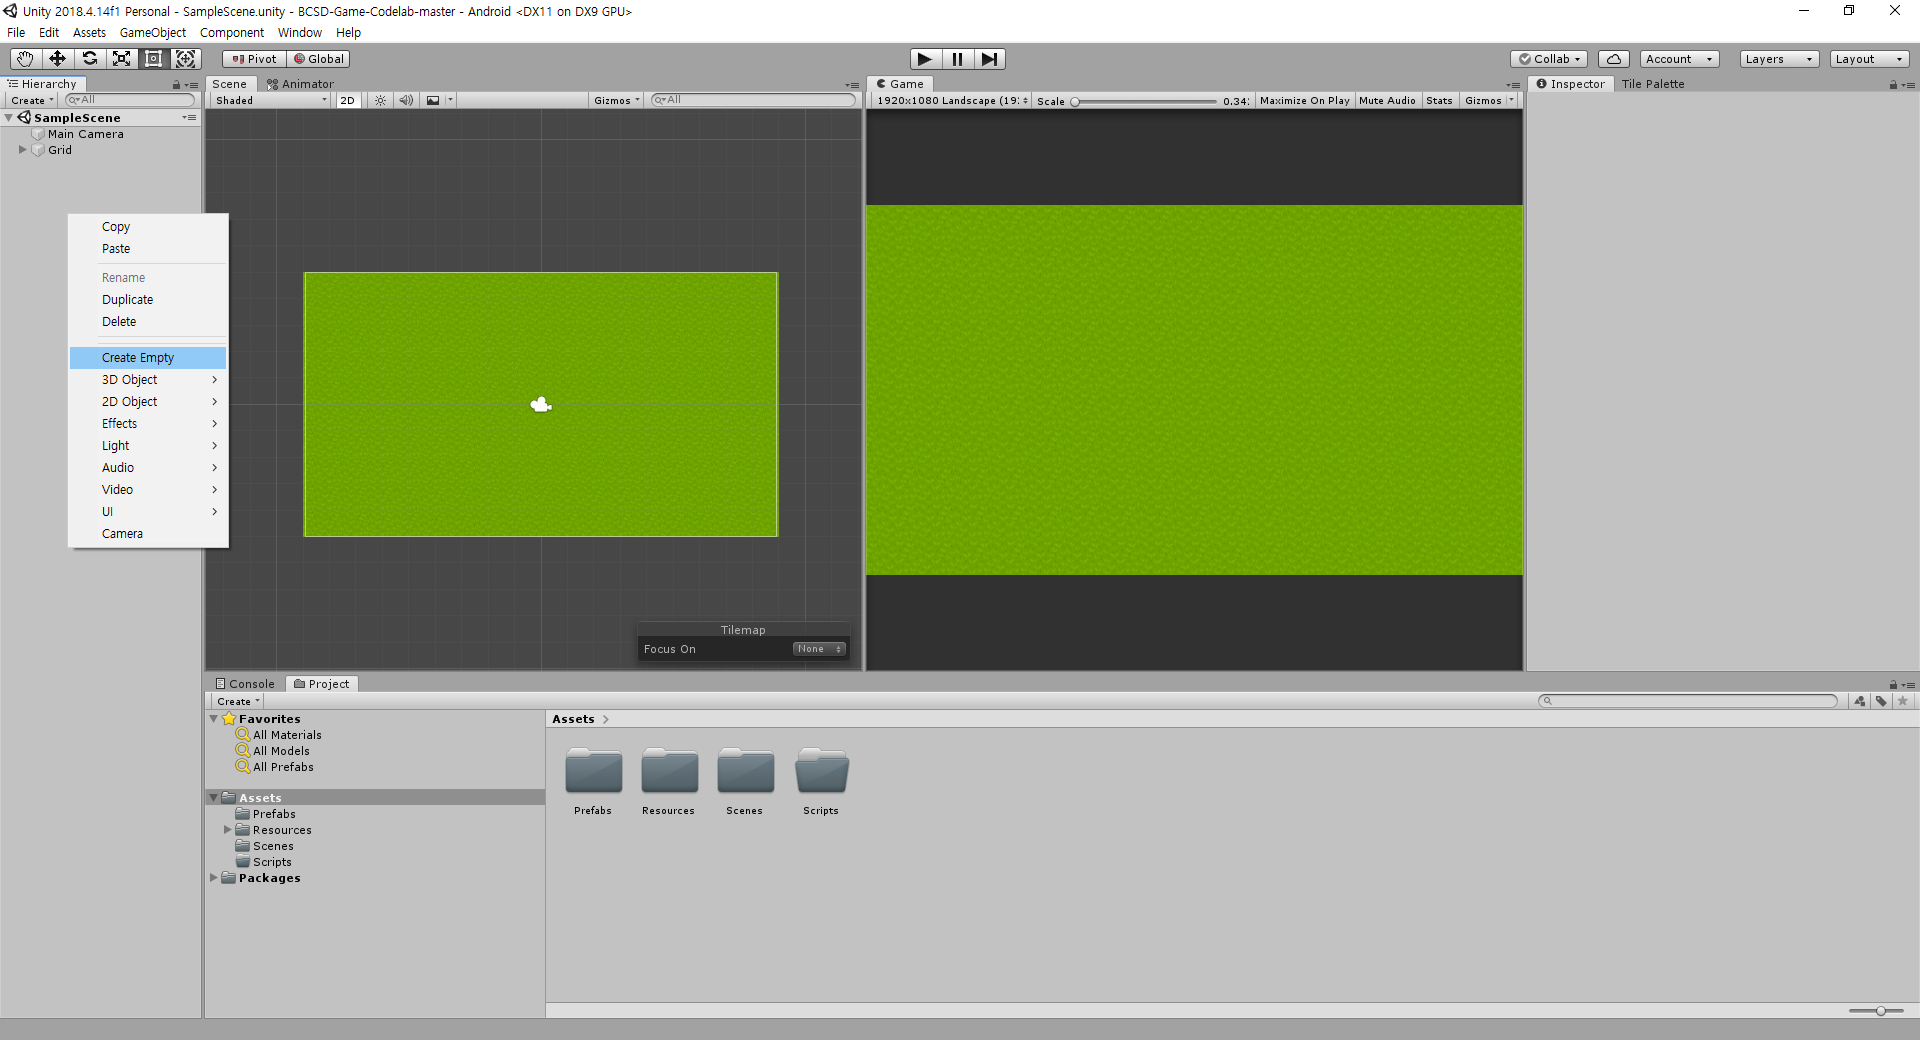 Unity 2018.4.14f1 Personal - SampleScene.unity - BCSD-Game-Codelab-master - Android <DX11 on DX9 GPU>
File Edit Assets GameObject Component Window Help
Pivot Global Collab Account Layers Layout
Hierarchy
Create All
SampleScene
Main Camera
Grid
Copy
Paste
Rename
Duplicate
Delete
Create Empty
3D Object
2D Object
Effects
Light
Audio
Video
UI
Camera
Scene Animator
Shaded 2D Gizmos All
Tilemap
Focus On None
Game
1920x1080 Landscape (19: Scale 0.34: Maximize On Play Mute Audio Stats Gizmos
Inspector Tile Palette
Console Project
Create
Favorites
All Materials
All Models
All Prefabs
Assets
Prefabs
Resources
Scenes
Scripts
Packages
Assets
Prefabs Resources Scenes Scripts